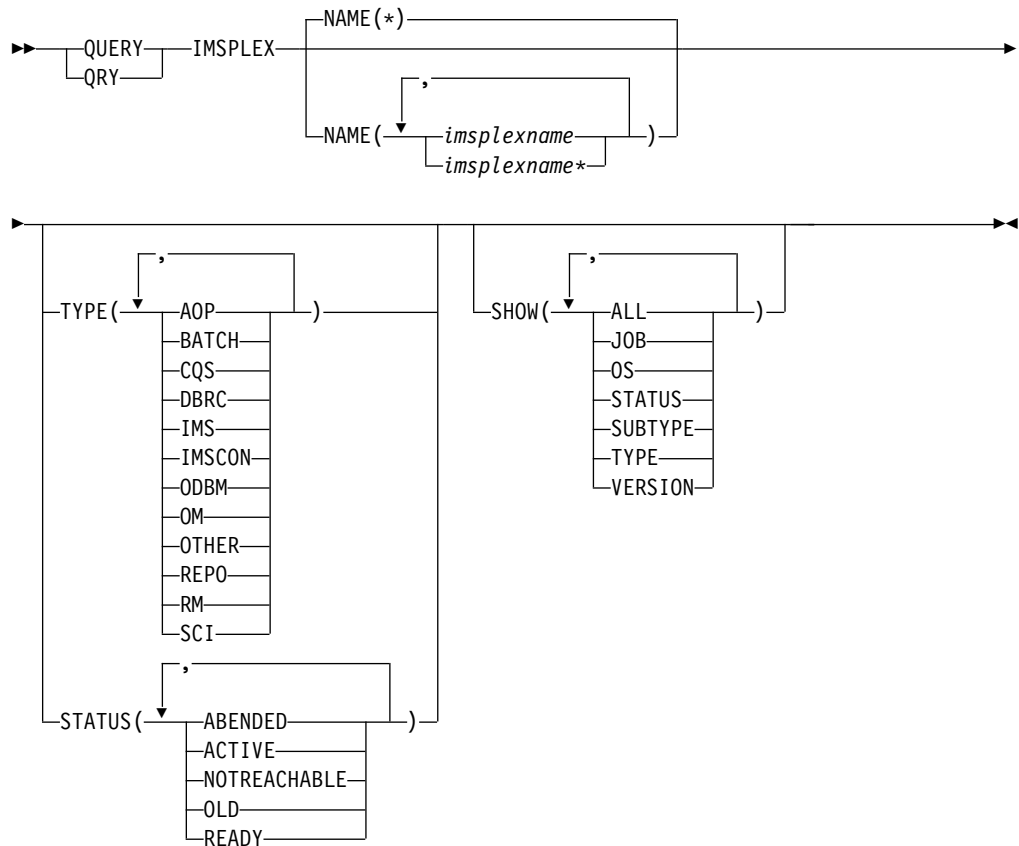 NAME(*)
QUERY IMSPLEX
QRY
,
NAME( imsplexname )
imsplexname*
, ,
TYPE( AOP ) SHOW( ALL )
BATCH JOB
CQS OS
DBRC STATUS
IMS SUBTYPE
IMSCON TYPE
ODBM VERSION
OM
OTHER
REPO
RM
SCI
,
STATUS( ABENDED )
ACTIVE
NOTREACHABLE
OLD
READY